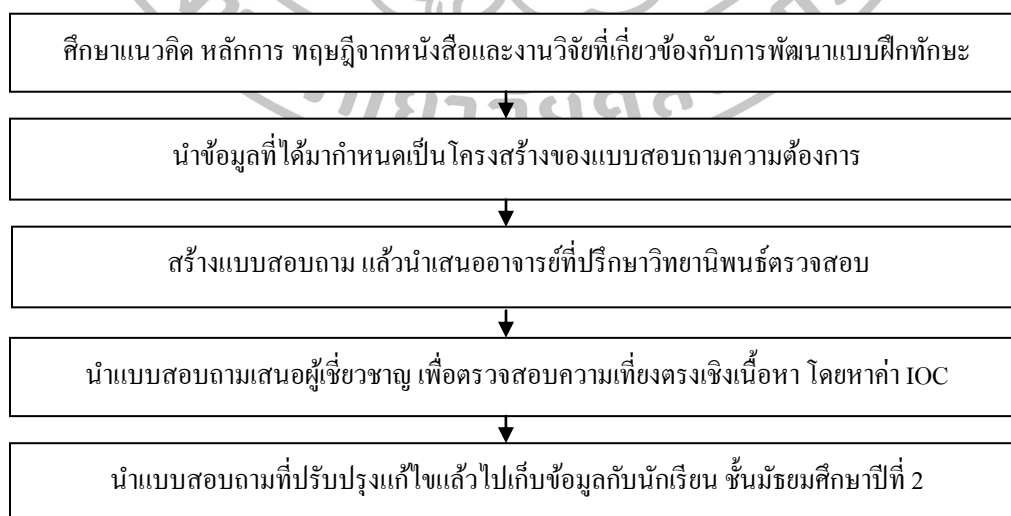 ศึกษาแนวคิด หลักการ ทฤษฎีจากหนังสือและงานวิจัยที่เกี่ยวข้องกับการพัฒนาแบบฝึกทักษะ
นำข้อมูลที่ได้มากำหนดเป็นโครงสร้างของแบบสอบถามความต้องการ
สร้างแบบสอบถาม แล้วนำเสนออาจารย์ที่ปรึกษาวิทยานิพนธ์ตรวจสอบ
นำแบบสอบถามเสนอผู้เชี่ยวชาญ เพื่อตรวจสอบความเที่ยงตรงเชิงเนื้อหา โดยหาค่า IOC
นำแบบสอบถามที่ปรับปรุงแก้ไขแล้วไปเก็บข้อมูลกับนักเรียน ชั้นมัธยมศึกษาปีที่ 2